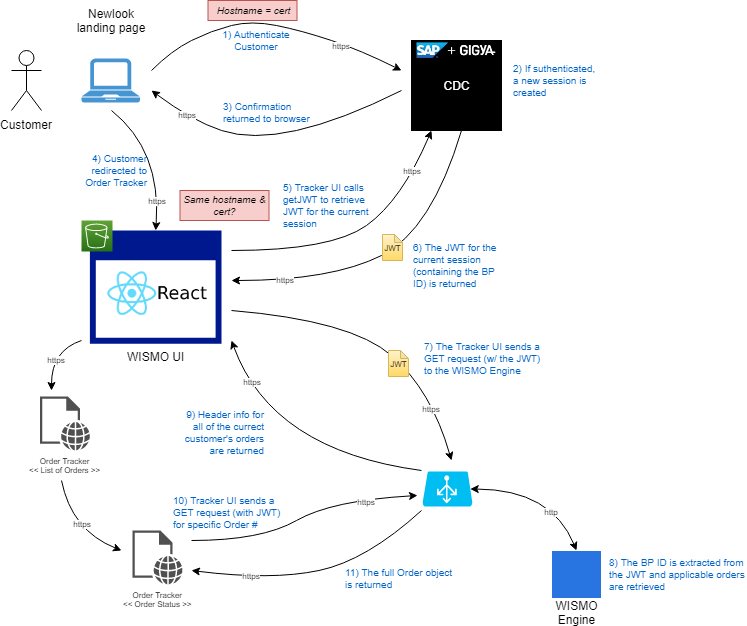 Newlook
landing page
Hostname = cert
1) Authenticate
Customer
https
SAP + GIGYA
CDC
2) If suthenticated,
a new session is
created
3) Confirmation
returned to browser
https
Customer
4) Customer
redirected to
Order Tracker
https
Same hostname &
cert?
5) Tracker UI calls
getJWT to retrieve
JWT for the current
session
https
JWT
6) The JWT for the
current session
(containing the BP
ID) is returned
https
React
WISMO UI
7) The Tracker UI sends a
GET request (w/ the JWT)
to the WISMO Engine
JWT
https
https
https
9) Header info for
all of the currect
customer's orders
are returned
Order Tracker
<< List of Orders >>
10) Tracker UI sends a
GET request (with JWT)
for specific Order #
https
https
http
11) The full Order object
is returned
https
8) The BP ID is extracted from
the JWT and applicable orders
are retrieved
Order Tracker
<< Order Status >>
WISMO
Engine